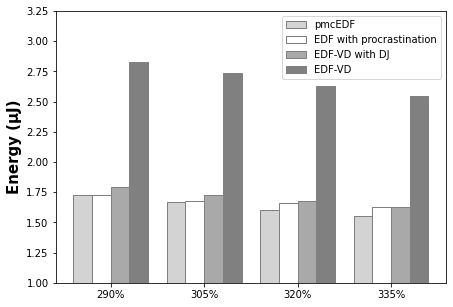 3.25
3.00
2.75
2.50
2.25
2.00
1.75
1.50
1.25
1.00
Energy (µJ)
pmcEDF
EDF with procrastination
EDF-VD with DJ
EDF-VD
290%
305%
320%
335%